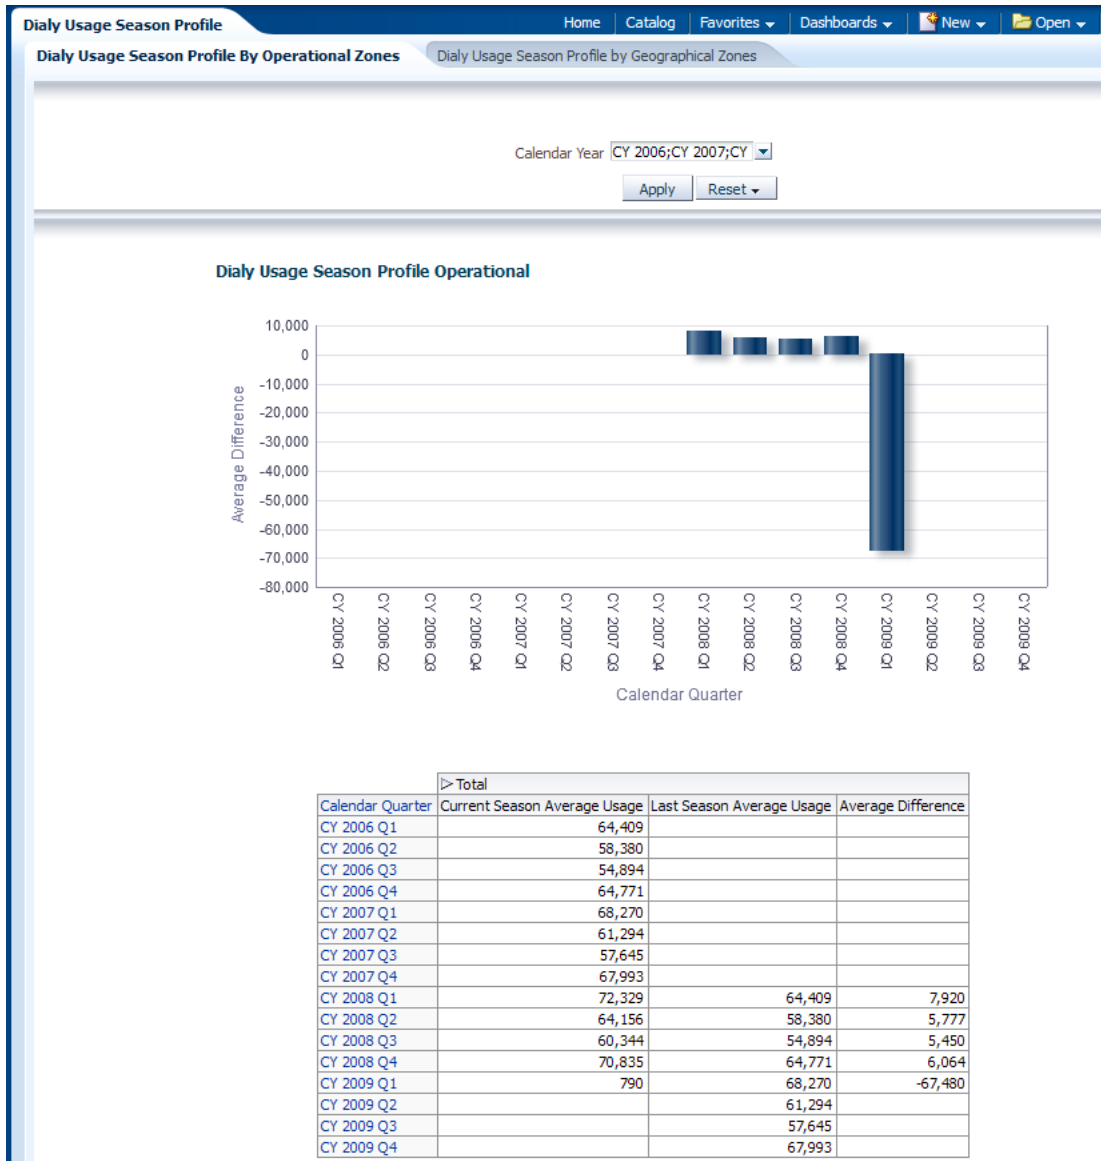 Dialy Usage Season Profile Home Catalog Favorites Dashboards New Open
Dialy Usage Season Profile By Operational Zones Dialy Usage Season Profile by Geographical Zones
Calendar Year CY 2006;CY 2007;CY
Apply Reset
Dialy Usage Season Profile Operational
10,000
0
-10,000
-20,000
-30,000
-40,000
-50,000
-60,000
-70,000
-80,000
Average Difference
CY 2006 Q1
CY 2006 Q2
CY 2006 Q3
CY 2006 Q4
CY 2007 Q1
CY 2007 Q2
CY 2007 Q3
CY 2007 Q4
CY 2008 Q1
CY 2008 Q2
CY 2008 Q3
CY 2008 Q4
CY 2009 Q1
CY 2009 Q2
CY 2009 Q3
CY 2009 Q4
Calendar Quarter
Total
Calendar Quarter Current Season Average Usage Last Season Average Usage Average Difference
CY 2006 Q1 64,409
CY 2006 Q2 58,380
CY 2006 Q3 54,894
CY 2006 Q4 64,771
CY 2007 Q1 68,270
CY 2007 Q2 61,294
CY 2007 Q3 57,645
CY 2007 Q4 67,993
CY 2008 Q1 72,329 64,409 7,920
CY 2008 Q2 64,156 58,380 5,777
CY 2008 Q3 60,344 54,894 5,450
CY 2008 Q4 70,835 64,771 6,064
CY 2009 Q1 790 68,270 -67,480
CY 2009 Q2 61,294
CY 2009 Q3 57,645
CY 2009 Q4 67,993